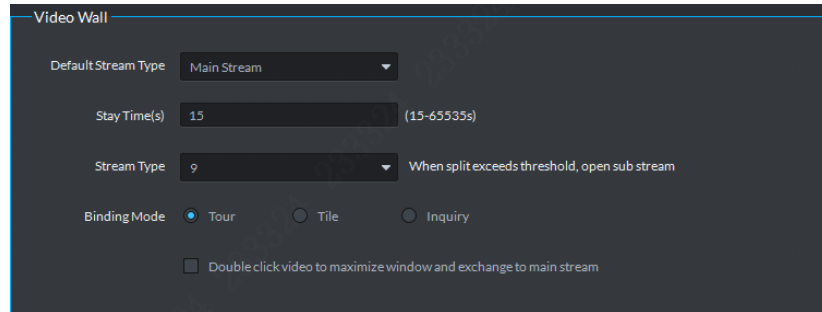 Video Wall
Default Stream Type Main Stream
Stay Time(s) 15 (15-65535s)
Stream Type 9 When split exceeds threshold, open sub stream
Binding Mode Tour Tile Inquiry
Double click video to maximize window and exchange to main stream